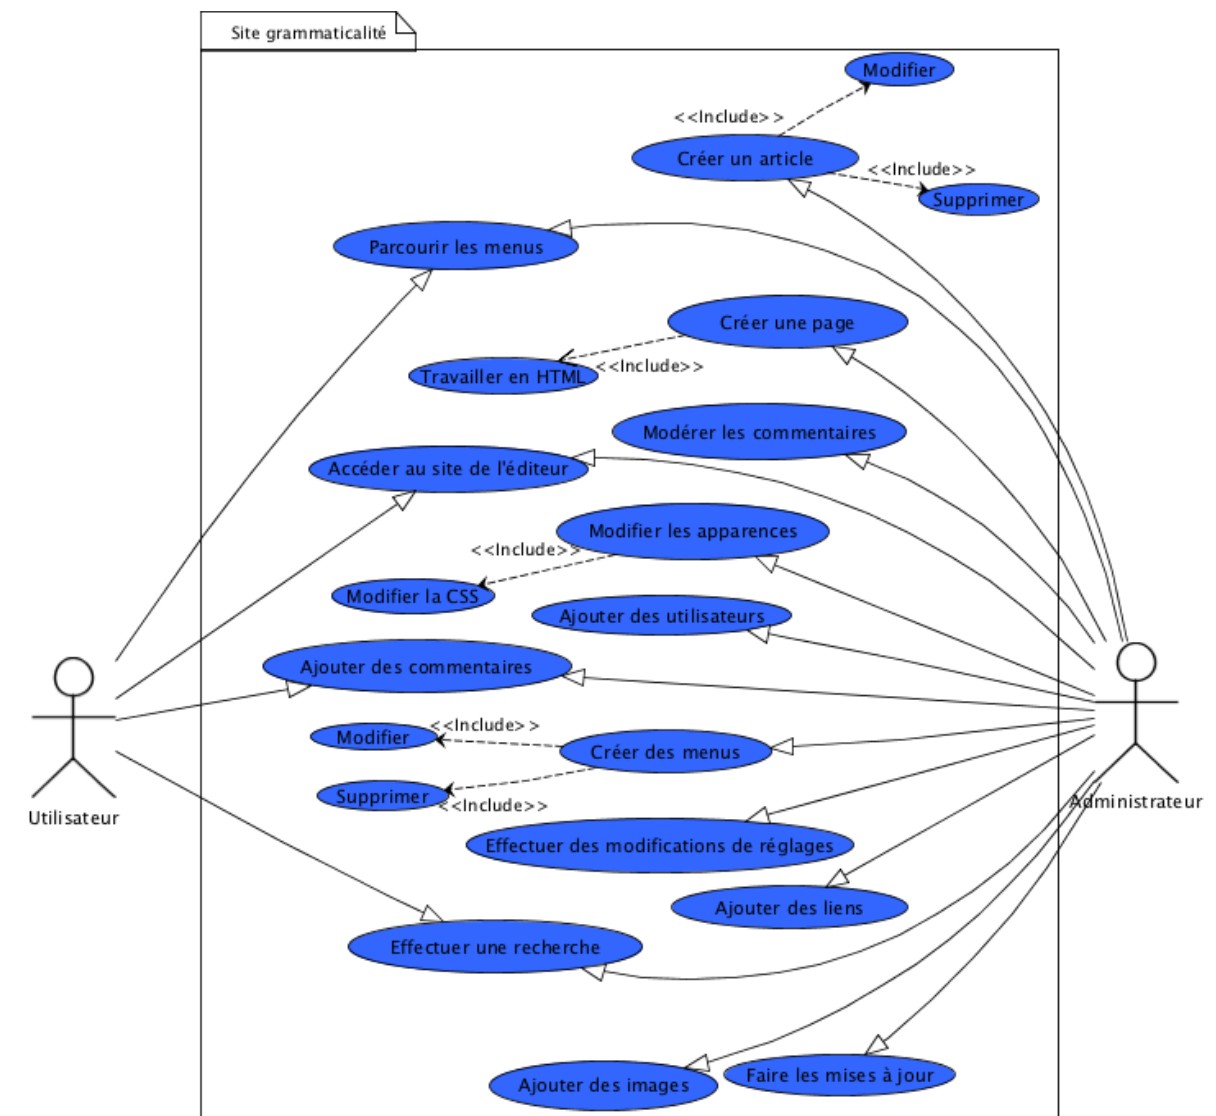 Site grammaticalité
Modifier
<<Include>>
Créer un article
<<Include>>
Supprimer
Parcourir les menus
Créer une page
<<Include>>
Travailler en HTML
Modérer les commentaires
Accéder au site de l'éditeur
Modifier les apparences
<<Include>>
Modifier la CSS
Ajouter des utilisateurs
Ajouter des commentaires
<<Include>>
Modifier
Créer des menus
Supprimer
<<Include>>
Utilisateur
Administrateur
Effectuer des modifications de réglages
Ajouter des liens
Effectuer une recherche
Ajouter des images
Faire les mises à jour